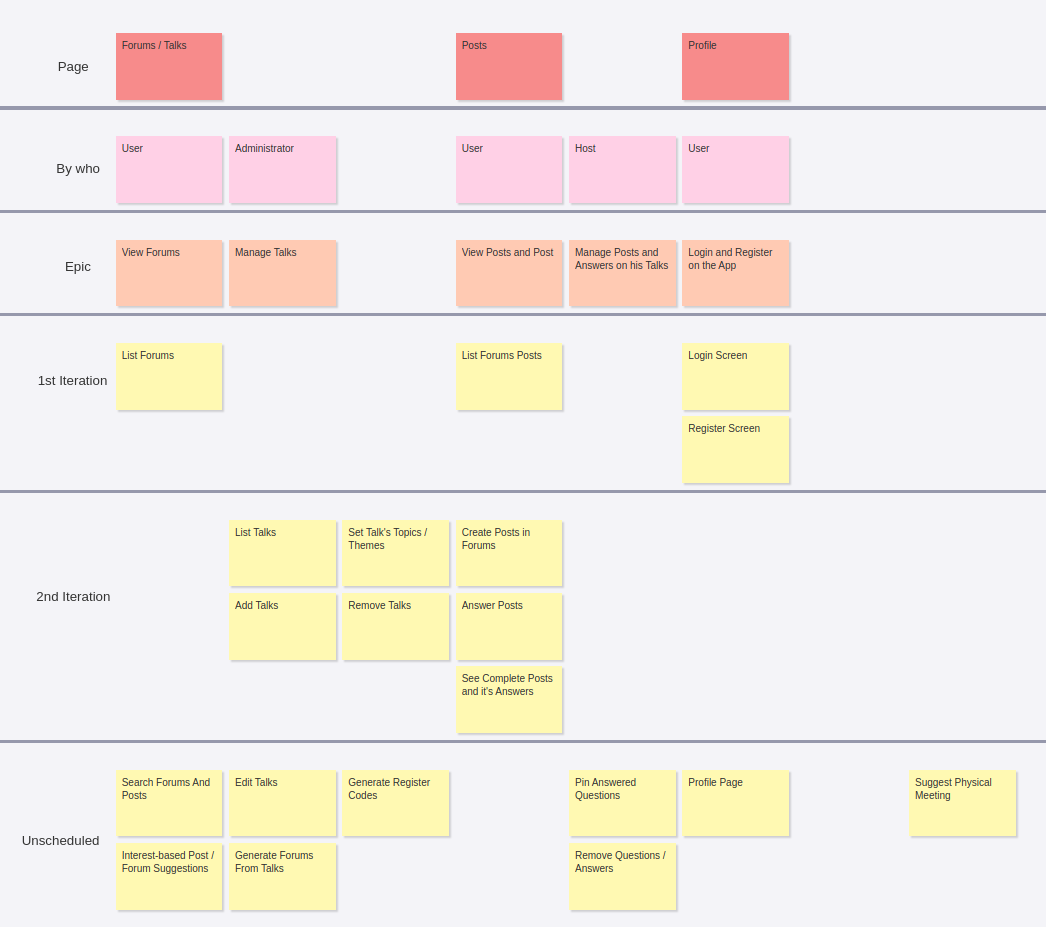 Page
Forums / Talks
Posts
Profile
By who
User
Administrator
User
Host
User
Epic
View Forums
Manage Talks
View Posts and Post
Manage Posts and
Answers on his Talks
Login and Register
on the App
1st Iteration
List Forums
List Forums Posts
Login Screen
Register Screen
2nd Iteration
List Talks
Set Talk's Topics /
Themes
Create Posts in
Forums
Add Talks
Remove Talks
Answer Posts
See Complete Posts
and it's Answers
Unscheduled
Search Forums And
Posts
Edit Talks
Generate Register
Codes
Pin Answered
Questions
Profile Page
Suggest Physical
Meeting
Interest-based Post /
Forum Suggestions
Generate Forums
From Talks
Remove Questions /
Answers